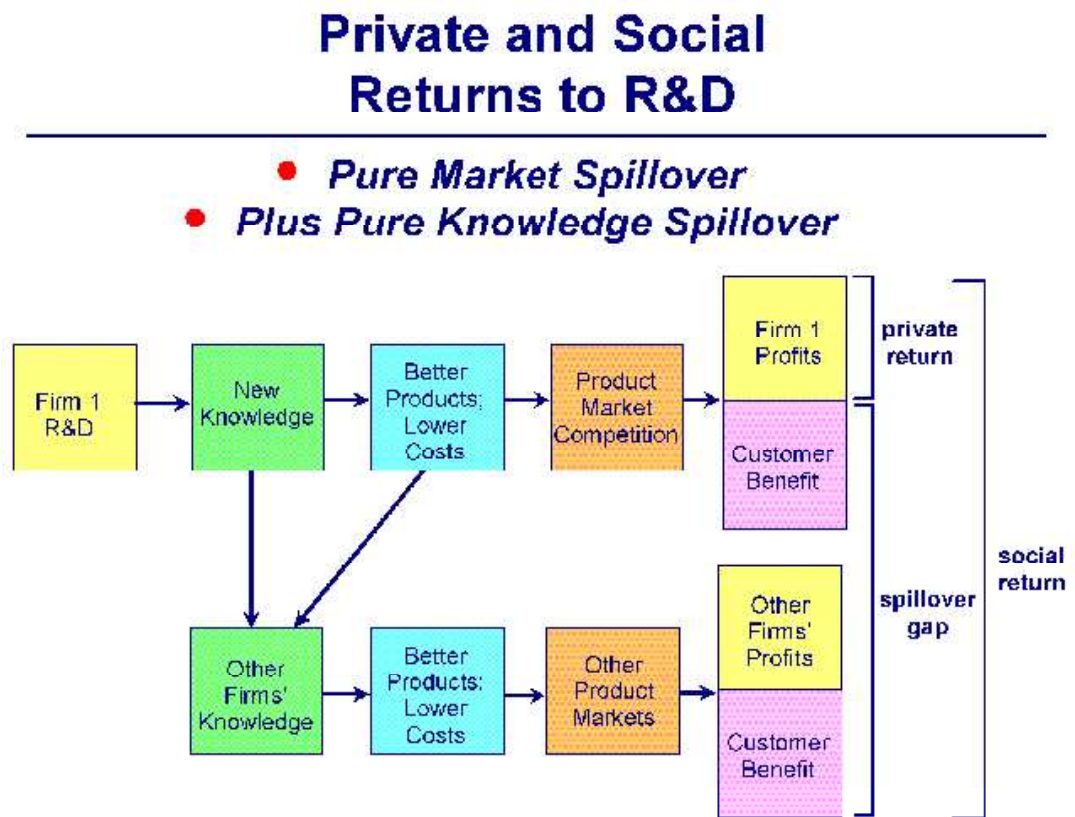 Private and Social
Returns to R&D
Pure Market Spillover
Plus Pure Knowledge Spillover
Firm 1
R&D
New
Knowledge
Better
Products;
Lower
Costs
Product
Market
Competition
Firm 1
Profits
Customer
Benefit
private
return
Other
Firms'
Knowledge
Better
Products;
Lower
Costs
Other
Product
Markets
Other
Firms'
Profits
Customer
Benefit
spillover
gap
social
return